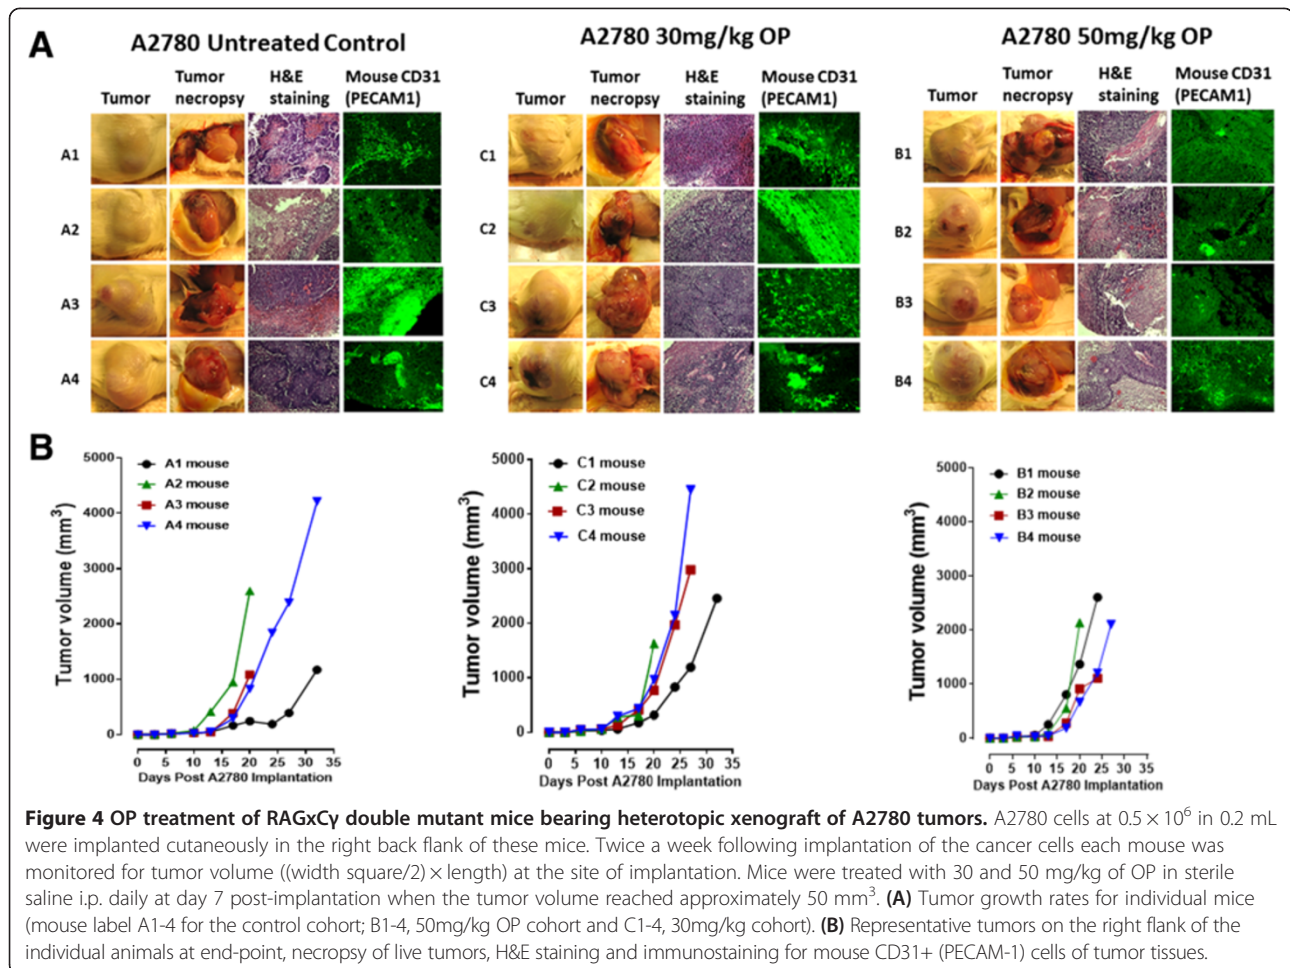 A
A2780 Untreated Control
Tumor
Tumor necropsy
H&E staining
Mouse CD31 (PECAM1)
A1
A2
A3
A4
A2780 30mg/kg OP
Tumor
Tumor necropsy
H&E staining
Mouse CD31 (PECAM1)
C1
C2
C3
C4
A2780 50mg/kg OP
Tumor
Tumor necropsy
H&E staining
Mouse CD31 (PECAM1)
B1
B2
B3
B4
B
Tumor volume (mm³)
5000
4000
3000
2000
1000
0
A1 mouse
A2 mouse
A3 mouse
A4 mouse
0 5 10 15 20 25 30 35
Days Post A2780 Implantation
Tumor volume (mm³)
5000
4000
3000
2000
1000
0
C1 mouse
C2 mouse
C3 mouse
C4 mouse
0 5 10 15 20 25 30 35
Days Post A2780 Implantation
Tumor volume (mm³)
5000
4000
3000
2000
1000
0
B1 mouse
B2 mouse
B3 mouse
B4 mouse
0 5 10 15 20 25 30 35
Days Post A2780 Implantation
Figure 4 OP treatment of RAGxCγ double mutant mice bearing heterotopic xenograft of A2780 tumors. A2780 cells at 0.5 × 10⁶ in 0.2 mL
were implanted cutaneously in the right back flank of these mice. Twice a week following implantation of the cancer cells each mouse was
monitored for tumor volume ((width square/2) × length) at the site of implantation. Mice were treated with 30 and 50 mg/kg of OP in sterile
saline i.p. daily at day 7 post-implantation when the tumor volume reached approximately 50 mm³. (A) Tumor growth rates for individual mice
(mouse label A1-4 for the control cohort; B1-4, 50mg/kg OP cohort and C1-4, 30mg/kg cohort). (B) Representative tumors on the right flank of the
individual animals at end-point, necropsy of live tumors, H&E staining and immunostaining for mouse CD31+ (PECAM-1) cells of tumor tissues.